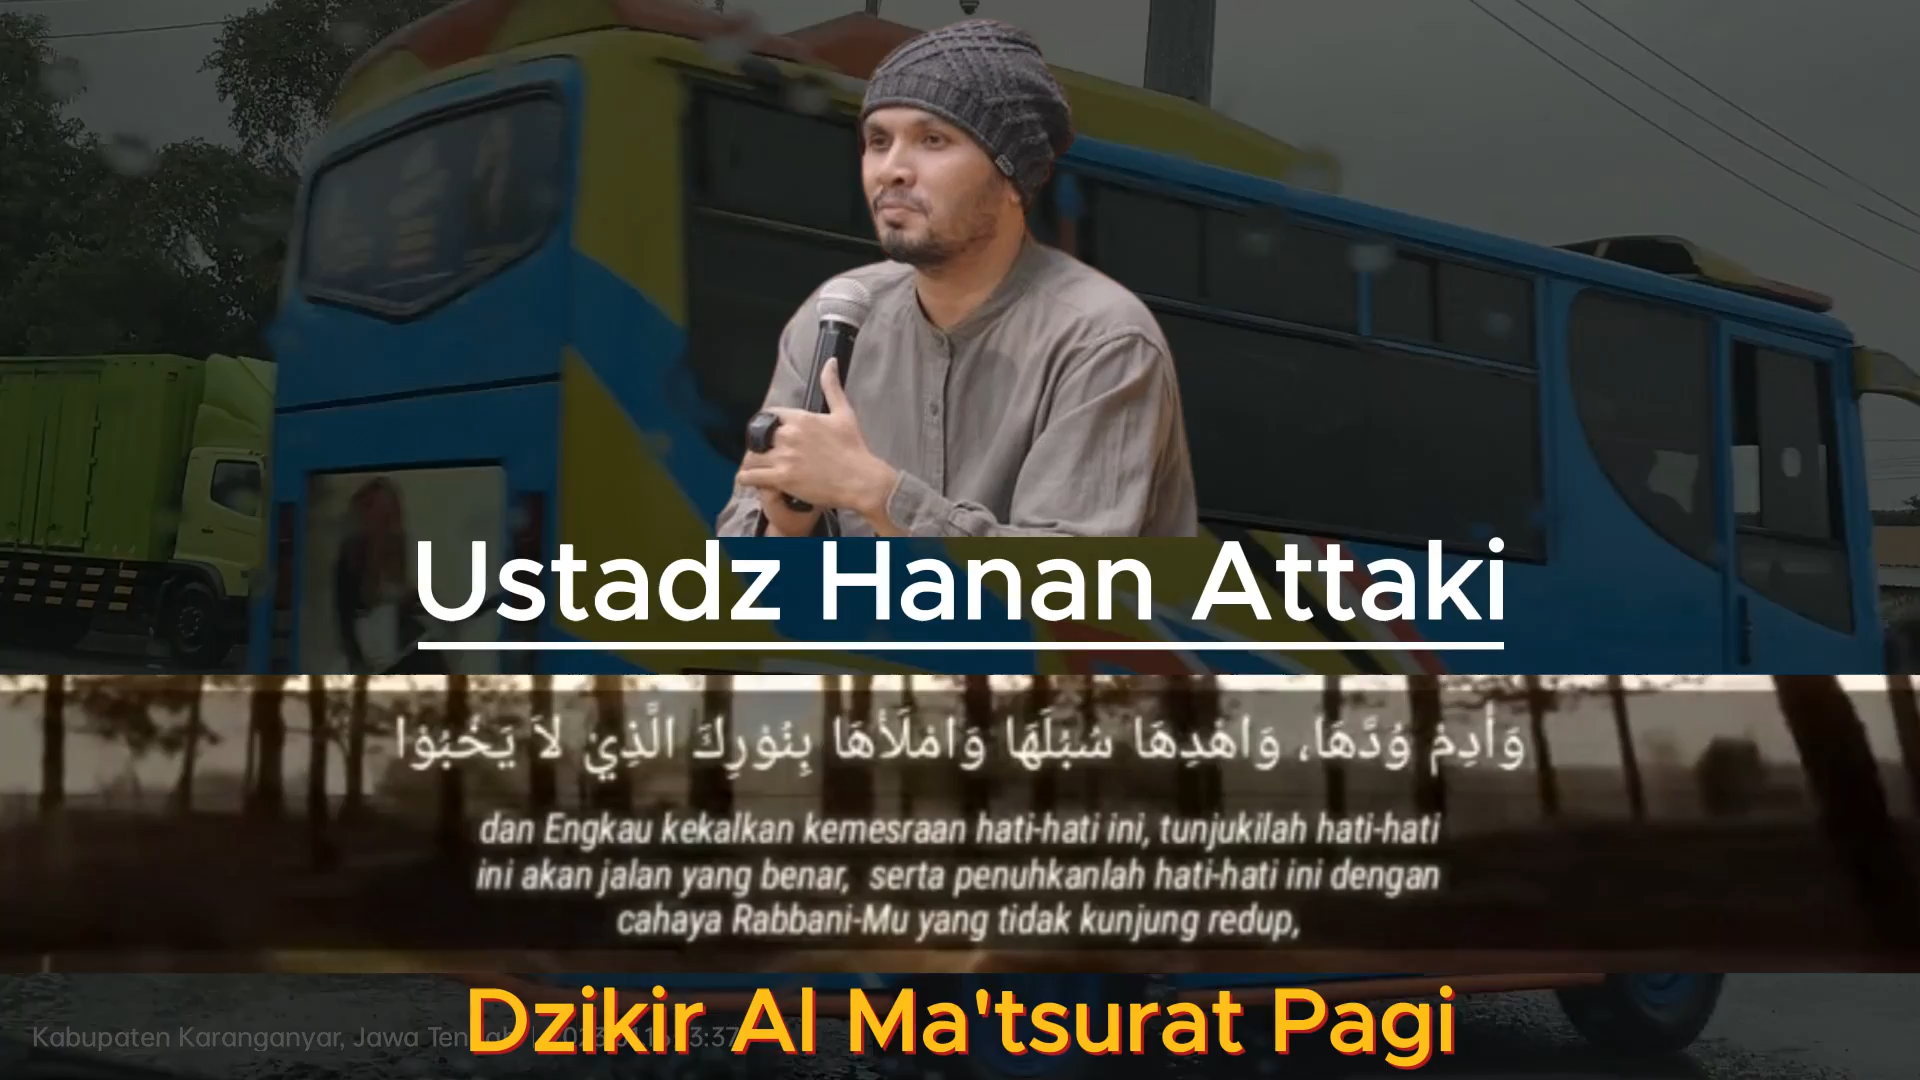 Ustadz Hanan Attaki
وَأَدِمْ وُدَّهَا، وَاهْدِهَا سُبُلَهَا وَامْلَأْهَا بِنُوْرِكَ الَّذِيْ لاَ يَخْبُوْا
dan Engkau kekalkan kemesraan hati-hati ini, tunjukilah hati-hati
ini akan jalan yang benar, serta penuhkanlah hati-hati ini dengan
cahaya Rabbani-Mu yang tidak kunjung redup,
Dzikir Al Ma'tsurat Pagi
Kabupaten Karanganyar, Jawa